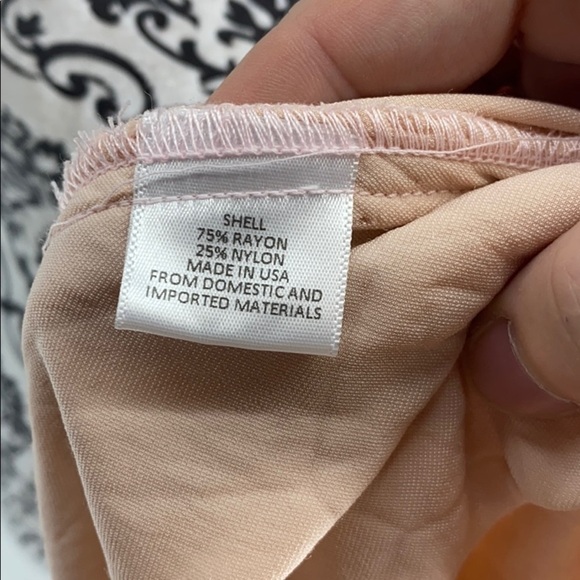 SHELL
75% RAYON
25% NYLON
MADE IN USA
FROM DOMESTIC AND
IMPORTED MATERIALS